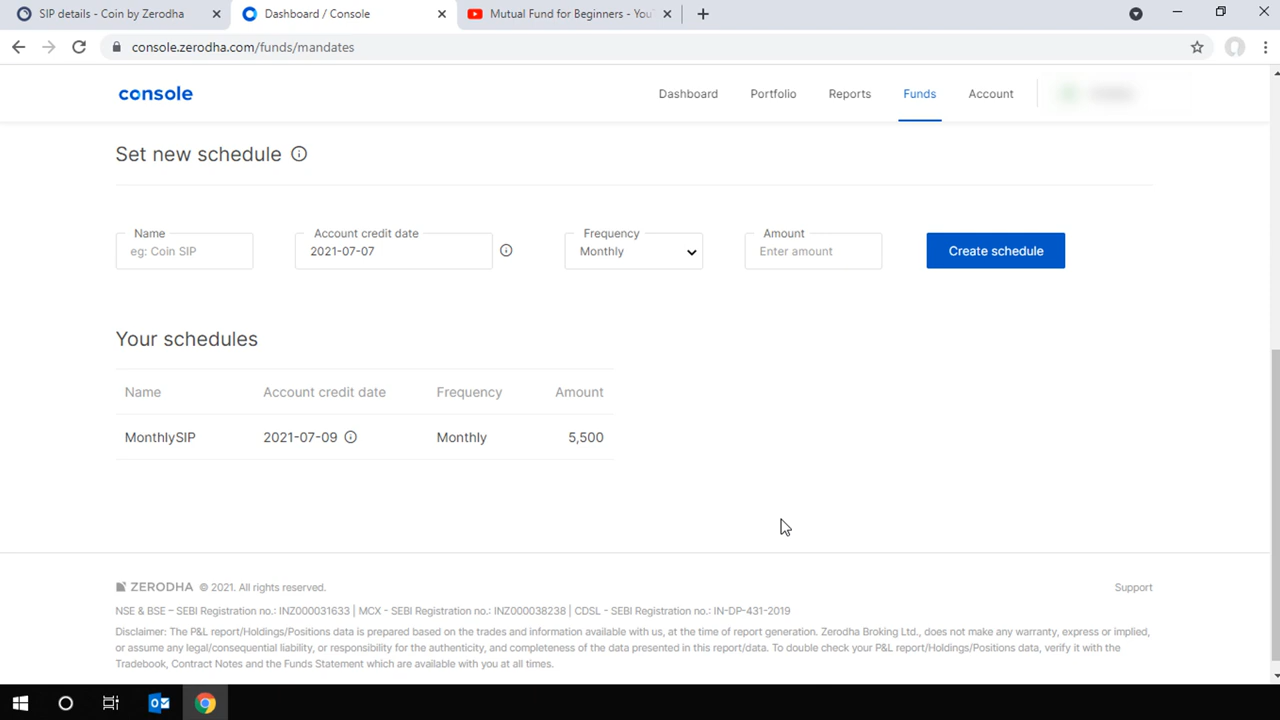 SIP details - Coin by Zerodha
Dashboard / Console
Mutual Fund for Beginners - You
console.zerodha.com/funds/mandates
console
Dashboard
Portfolio
Reports
Funds
Account
Set new schedule
Name
eg: Coin SIP
Account credit date
2021-07-07
Frequency
Monthly
Amount
Enter amount
Create schedule
Your schedules
Name Account credit date Frequency Amount
MonthlySIP 2021-07-09 Monthly 5,500
ZERODHA © 2021. All rights reserved.
Support
NSE & BSE – SEBI Registration no.: INZ000031633 | MCX - SEBI Registration no.: INZ000038238 | CDSL - SEBI Registration no.: IN-DP-431-2019
Disclaimer: The P&L report/Holdings/Positions data is prepared based on the trades and information available with us, at the time of report generation. Zerodha Broking Ltd., does not make any warranty, express or implied,
or assume any legal/consequential liability, or responsibility for the authenticity, and completeness of the data presented in this report/data. To double check your P&L report/Holdings/Positions data, verify it with the
Tradebook, Contract Notes and the Funds Statement which are available with you at all times.